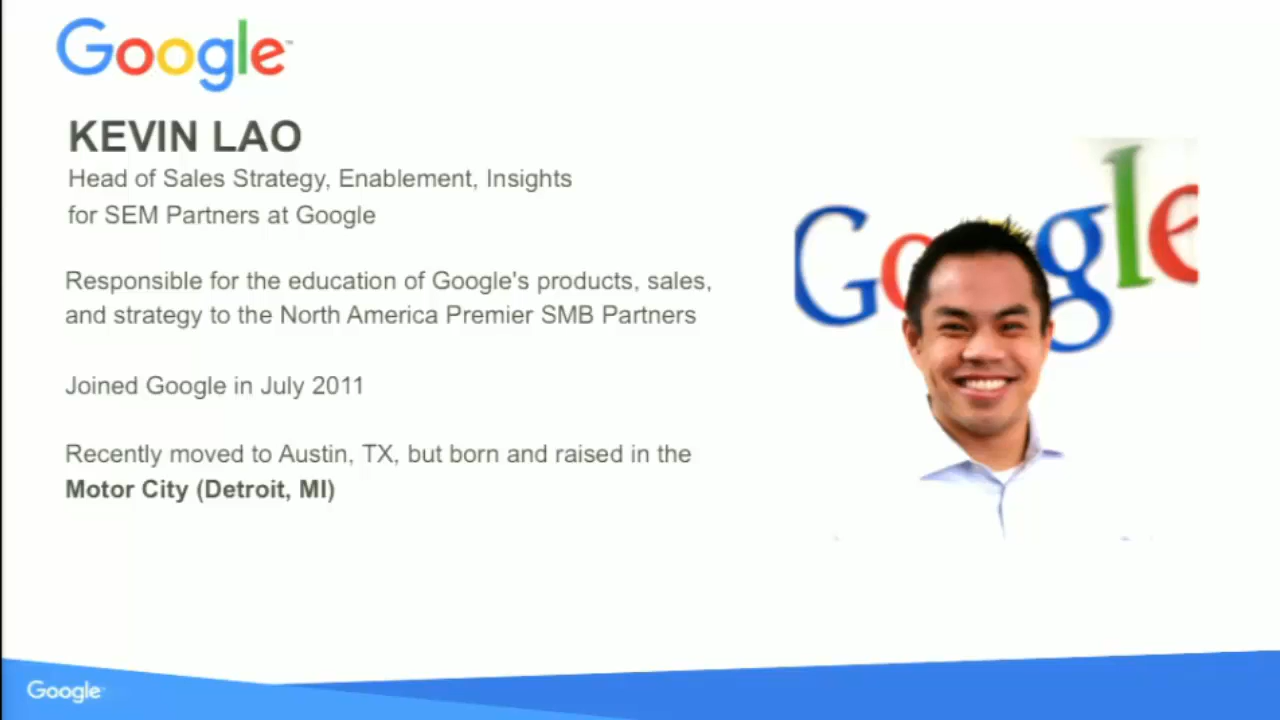 Google
KEVIN LAO
Head of Sales Strategy, Enablement, Insights
for SEM Partners at Google
Responsible for the education of Google's products, sales,
and strategy to the North America Premier SMB Partners
Joined Google in July 2011
Recently moved to Austin, TX, but born and raised in the
Motor City (Detroit, MI)
Google
Google